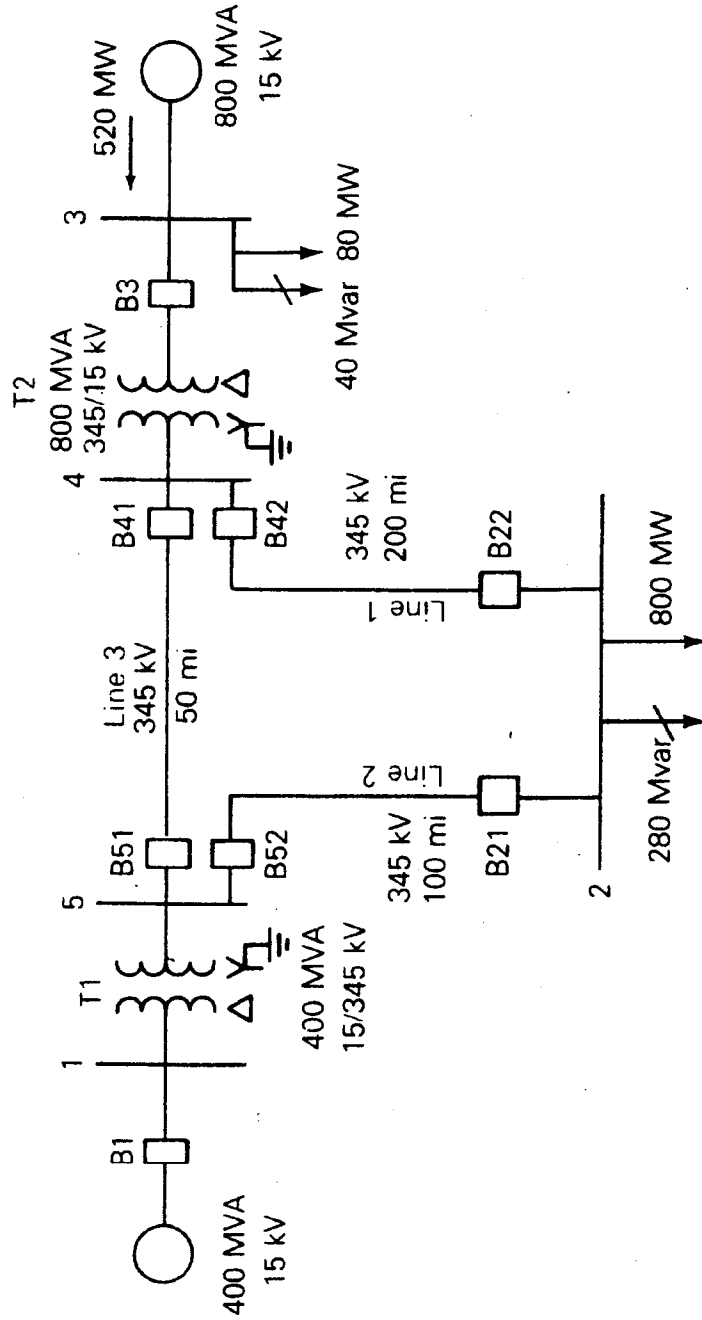 B1
400 MVA
15 kV
1
T1
400 MVA
15/345 kV
5
B51
B52
Line 3
345 kV
50 mi
B41
B42
4
T2
800 MVA
345/15 kV
B3
3
520 MW
800 MVA
15 kV
40 Mvar
80 MW
Line 2
345 kV
100 mi
B21
Line 1
345 kV
200 mi
B22
2
280 Mvar
800 MW